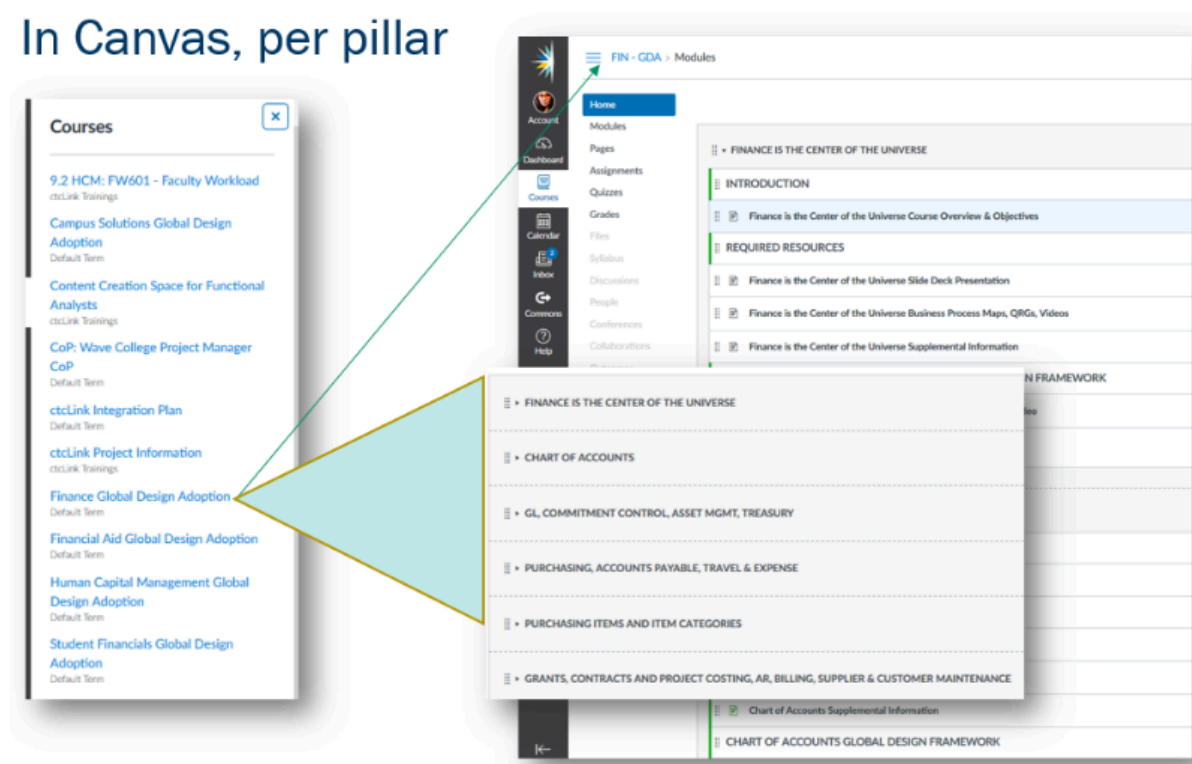 In Canvas, per pillar
Courses
9.2 HCM: FW601 - Faculty Workload
ctcLink Trainings
Campus Solutions Global Design
Adoption
Default Term
Content Creation Space for Functional
Analysts
ctcLink Trainings
CoP: Wave College Project Manager
CoP
Default Term
ctcLink Integration Plan
Default Term
ctcLink Project Information
ctcLink Trainings
Finance Global Design Adoption
Default Term
Financial Aid Global Design Adoption
Default Term
Human Capital Management Global
Design Adoption
Default Term
Student Financials Global Design
Adoption
Default Term
FIN - GDA > Modules
Account
Dashboard
Courses
Calendar
2
Inbox
Commons
Help
Home
Modules
Pages
Assignments
Quizzes
Grades
Files
Syllabus
Discussions
People
Conferences
Collaborations
FINANCE IS THE CENTER OF THE UNIVERSE
INTRODUCTION
Finance is the Center of the Universe Course Overview & Objectives
REQUIRED RESOURCES
Finance is the Center of the Universe Slide Deck Presentation
Finance is the Center of the Universe Business Process Maps, QRGs, Videos
Finance is the Center of the Universe Supplemental Information
N FRAMEWORK
FINANCE IS THE CENTER OF THE UNIVERSE
CHART OF ACCOUNTS
GL, COMMITMENT CONTROL, ASSET MGMT, TREASURY
PURCHASING, ACCOUNTS PAYABLE, TRAVEL & EXPENSE
PURCHASING ITEMS AND ITEM CATEGORIES
GRANTS, CONTRACTS AND PROJECT COSTING, AR, BILLING, SUPPLIER & CUSTOMER MAINTENANCE
Chart of Accounts Supplemental Information
CHART OF ACCOUNTS GLOBAL DESIGN FRAMEWORK